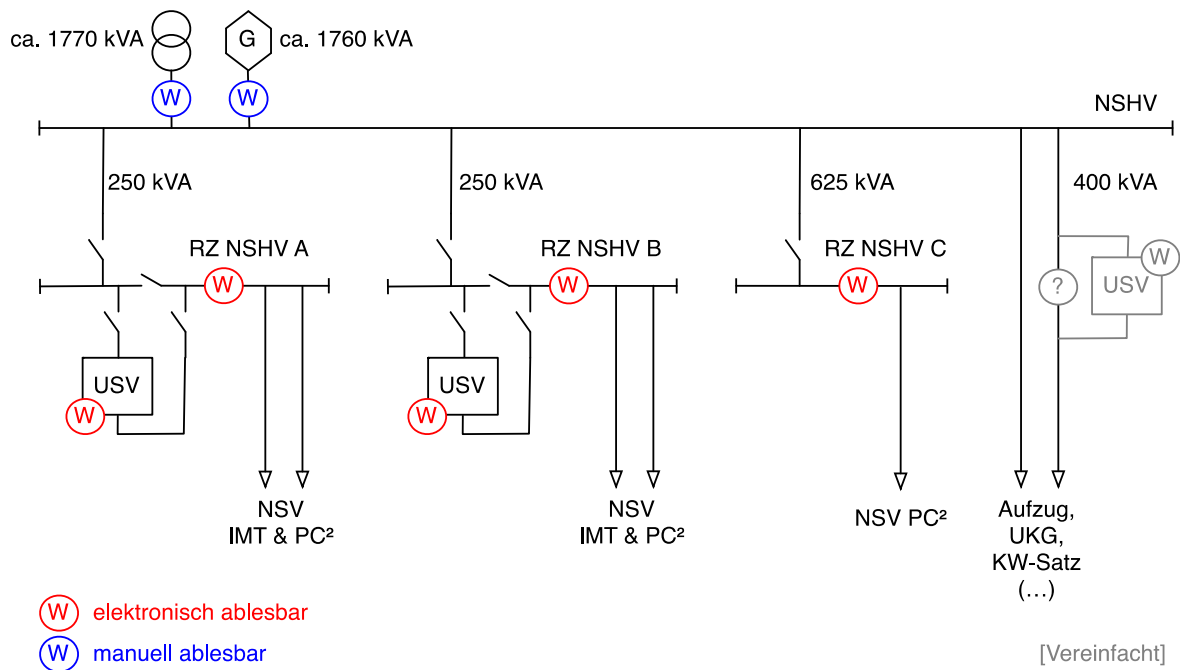 ca. 1770 kVA
G
ca. 1760 kVA
W
W
NSHV
250 kVA
250 kVA
625 kVA
400 kVA
RZ NSHV A
RZ NSHV B
RZ NSHV C
W
W
W
?
USV
W
USV
W
USV
W
NSV
IMT & PC²
NSV
IMT & PC²
NSV PC²
Aufzug,
UKG,
KW-Satz
(…)
W elektronisch ablesbar
W manuell ablesbar
[Vereinfacht]